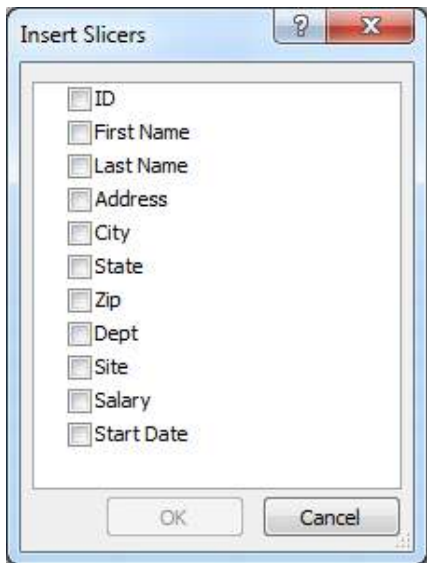 Insert Slicers
ID
First Name
Last Name
Address
City
State
Zip
Dept
Site
Salary
Start Date
OK Cancel